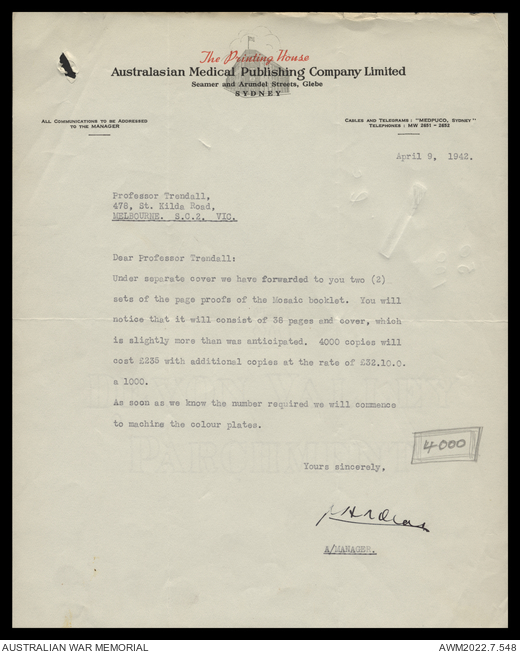 The Printing House
Australasian Medical Publishing Company Limited
Seamer and Arundel Streets, Glebe
SYDNEY
ALL COMMUNICATIONS TO BE ADDRESSED
TO THE MANAGER
CABLES AND TELEGRAMS: "MEDPUCO, SYDNEY"
TELEPHONES: MW 2651 - 2652
April 9, 1942.
Professor Trendall,
478, St. Kilda Road,
MELBOURNE. S.C.2. VIC.
Dear Professor Trendall:
Under separate cover we have forwarded to you two (2)
sets of the page proofs of the Mosaic booklet. You will
notice that it will consist of 36 pages and cover, which
is slightly more than was anticipated. 4000 copies will
cost £235 with additional copies at the rate of £32.10.0.
a 1000.
As soon as we know the number required we will commence
to machine the colour plates.
4000
Yours sincerely,
A/MANAGER.
AUSTRALIAN WAR MEMORIAL
AWM2022.7.548